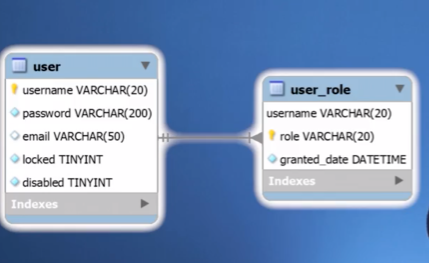 user
username VARCHAR(20)
password VARCHAR(200)
email VARCHAR(50)
locked TINYINT
disabled TINYINT
Indexes
user_role
username VARCHAR(20)
role VARCHAR(20)
granted_date DATETIME
Indexes